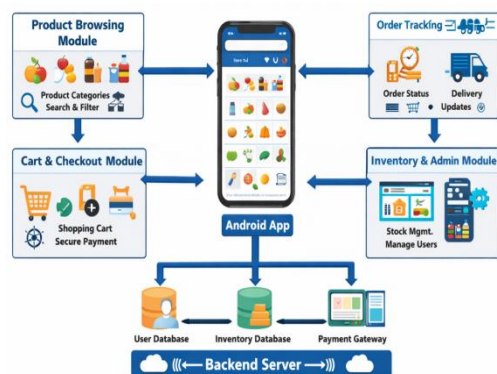 Product Browsing
Module
Product Categories
Search & Filter
Order Tracking
Order Status
Delivery
Updates
Cart & Checkout Module
Shopping Cart
Secure Payment
Inventory & Admin Module
Stock Mgmt.
Manage Users
Android App
User Database
Inventory Database
Payment Gateway
Backend Server